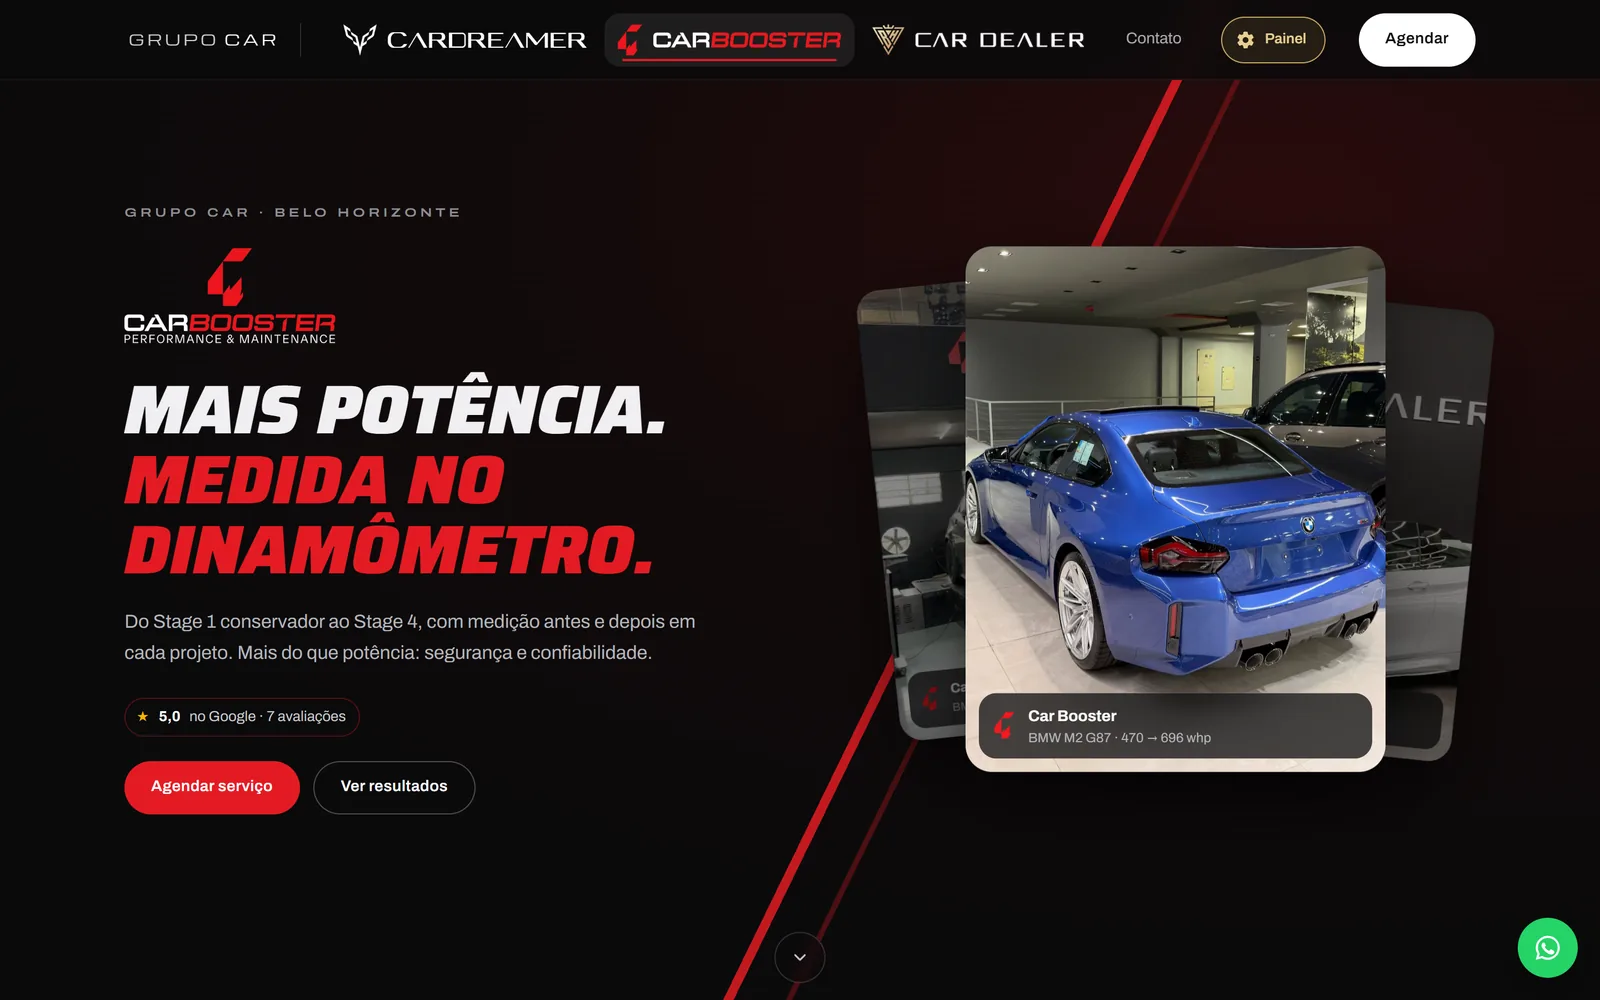 GRUPO CAR
CARDREAMER
CARBOOSTER
CAR DEALER
Contato
Painel
Agendar
GRUPO CAR · BELO HORIZONTE
CARBOOSTER
PERFORMANCE & MAINTENANCE
MAIS POTÊNCIA.
MEDIDA NO
DINAMÔMETRO.
Do Stage 1 conservador ao Stage 4, com medição antes e depois em
cada projeto. Mais do que potência: segurança e confiabilidade.
★ 5,0 no Google · 7 avaliações
Agendar serviço
Ver resultados
ALER
Car Booster
BMW M2 G87 · 470 → 696 whp